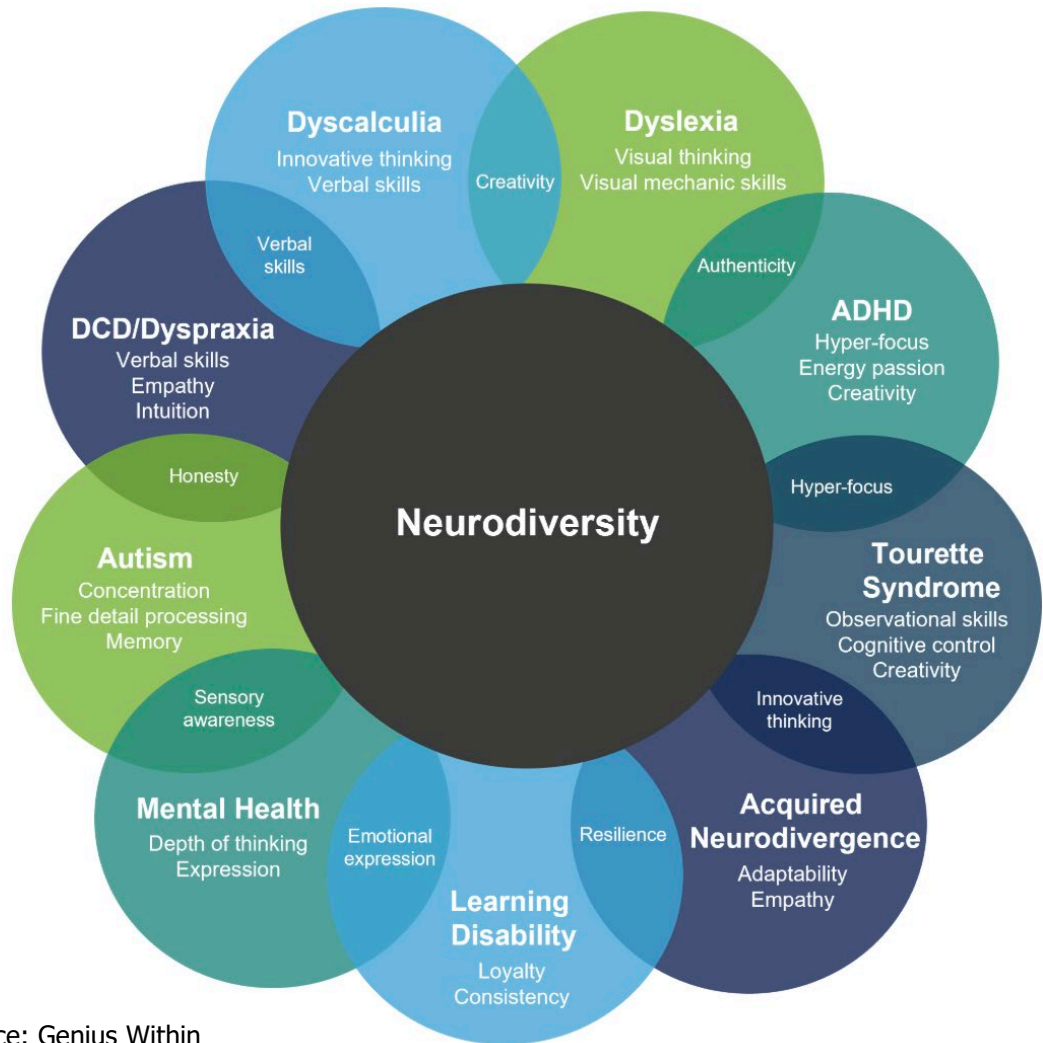 Dyscalculia
Innovative thinking
Verbal skills
Creativity
Dyslexia
Visual thinking
Visual mechanic skills
Authenticity
ADHD
Hyper-focus
Energy passion
Creativity
Hyper-focus
Tourette
Syndrome
Observational skills
Cognitive control
Creativity
Innovative
thinking
Acquired
Neurodivergence
Adaptability
Empathy
Resilience
Learning
Disability
Loyalty
Consistency
Emotional
expression
Mental Health
Depth of thinking
Expression
Sensory
awareness
Autism
Concentration
Fine detail processing
Memory
Honesty
DCD/Dyspraxia
Verbal skills
Empathy
Intuition
Verbal
skills
Neurodiversity
ce: Genius Within